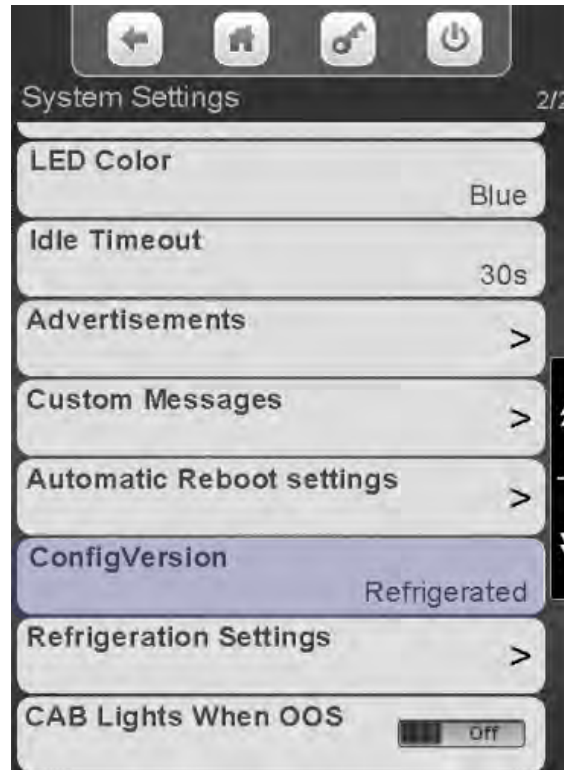 System Settings 2/2
LED Color
Blue
Idle Timeout
30s
Advertisements >
Custom Messages >
Automatic Reboot settings >
ConfigVersion
Refrigerated
Refrigeration Settings >
CAB Lights When OOS Off